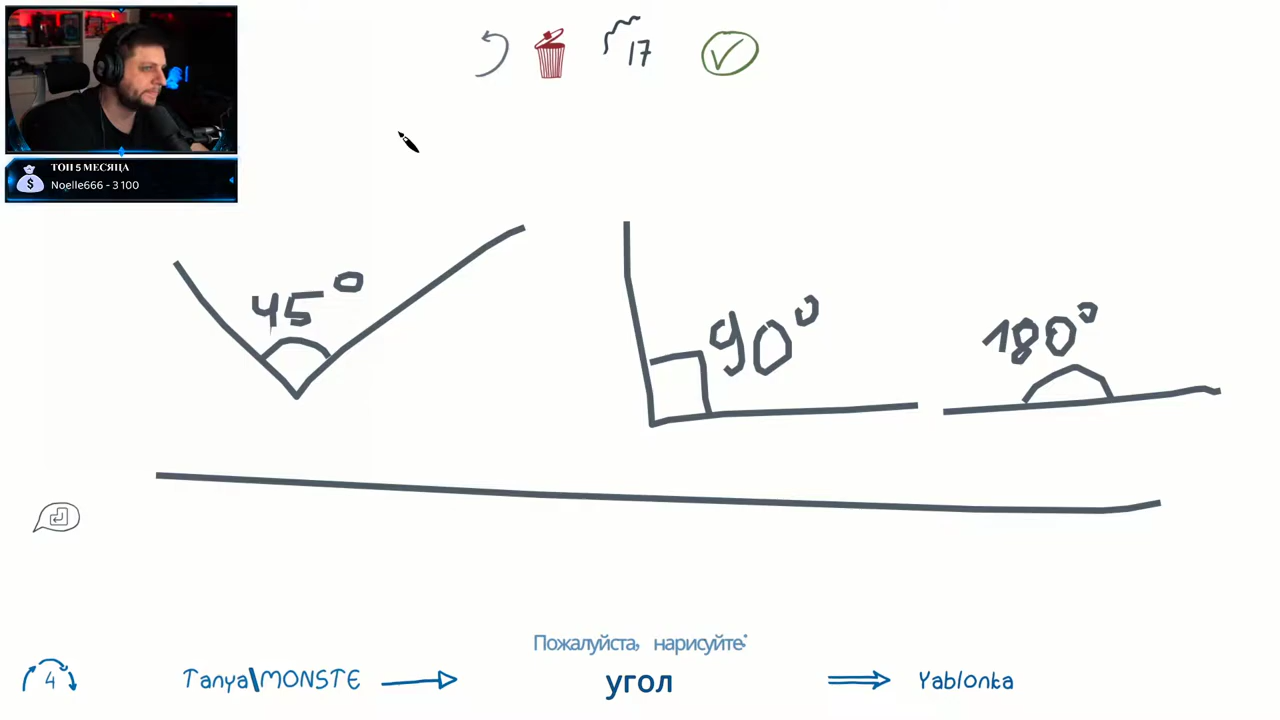 17
ТОП 5 МЕСЯЦА
Noelle666 - 3 100
45°
90°
180°
Пожалуйста, нарисуйте:
4
Tanya\MONSTE
угол
Yablonka